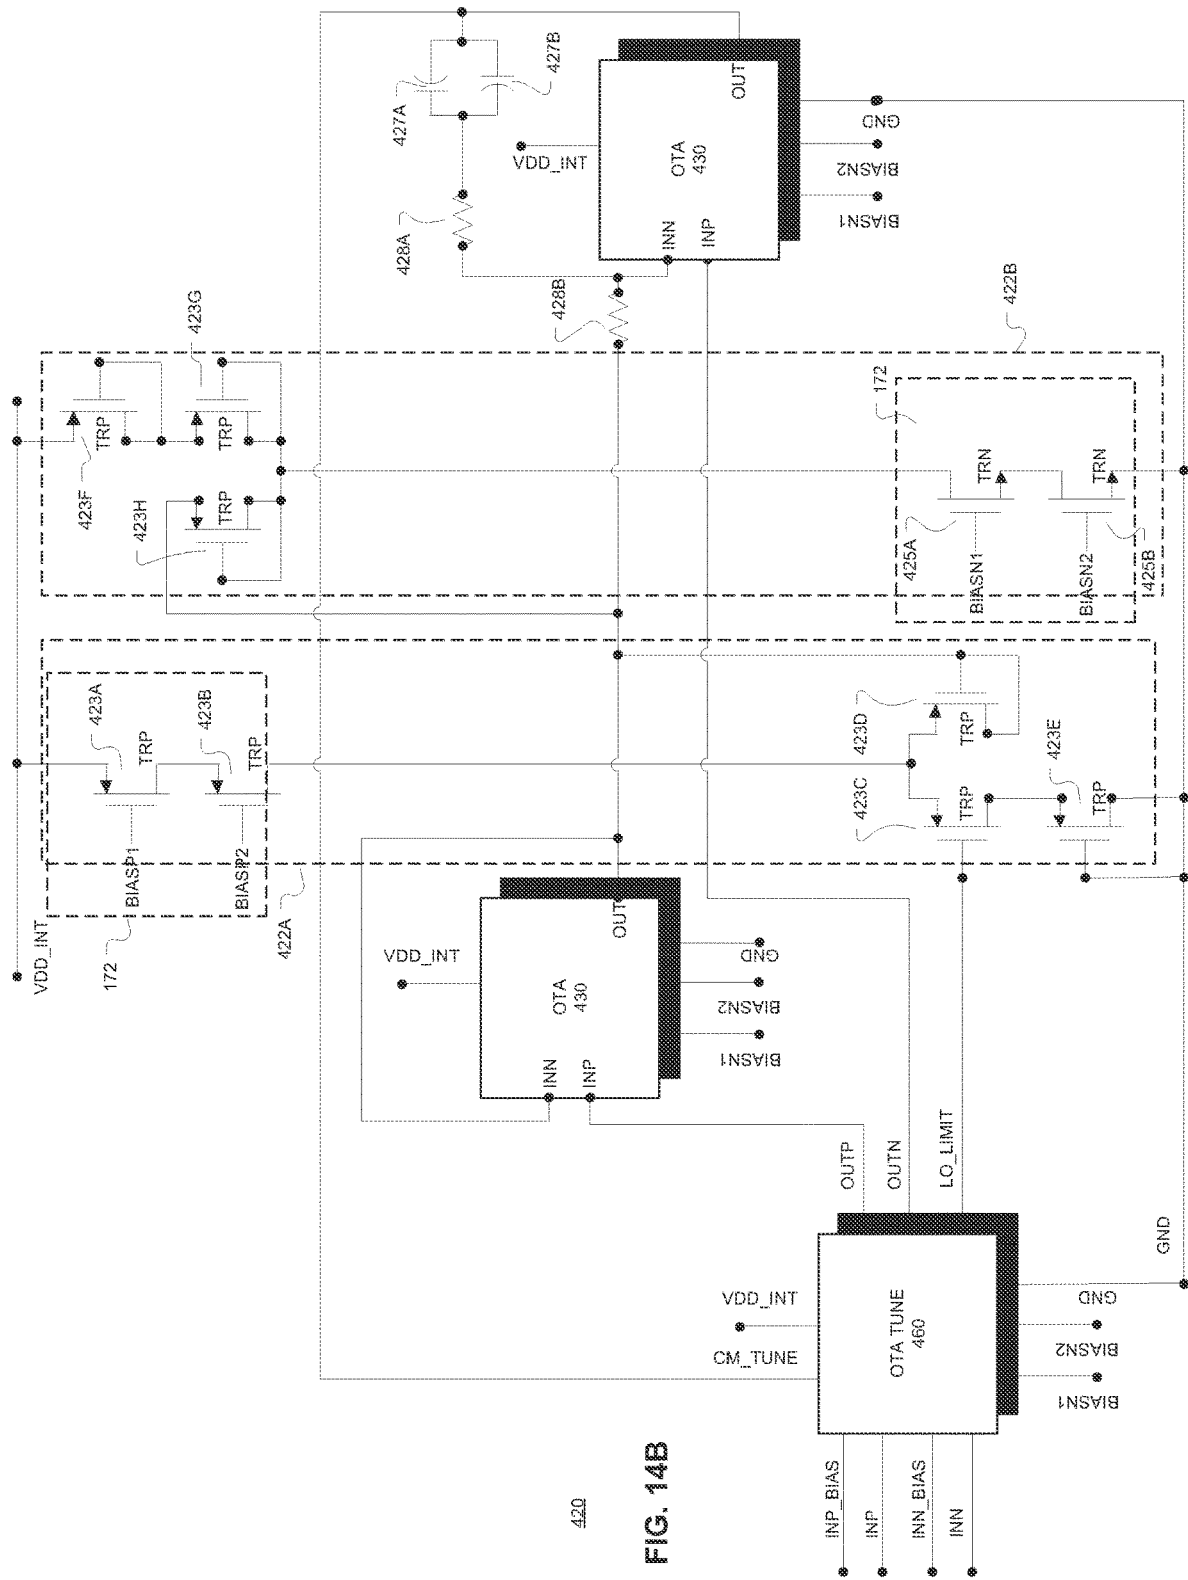 VDD_INT
172
BIASP1
BIASP2
422A
423A
TRP
423B
TRP
423F
TRP
423G
TRP
423H
TRP
427A
427B
428A
428B
VDD_INT
OTA
430
OUT
INN
INP
GND
BIASN2
BIASN1
422B
172
425A
TRN
TRN
425B
BIASN1
BIASN2
423D
TRP
423C
TRP
423E
TRP
VDD_INT
OTA
430
OUT
INN
INP
GND
BIASN2
BIASN1
OUTP
OUTN
LO_LIMIT
GND
VDD_INT
CM_TUNE
OTA TUNE
460
GND
BIASN2
BIASN1
INP_BIAS
INP
INN_BIAS
INN
420
FIG. 14B